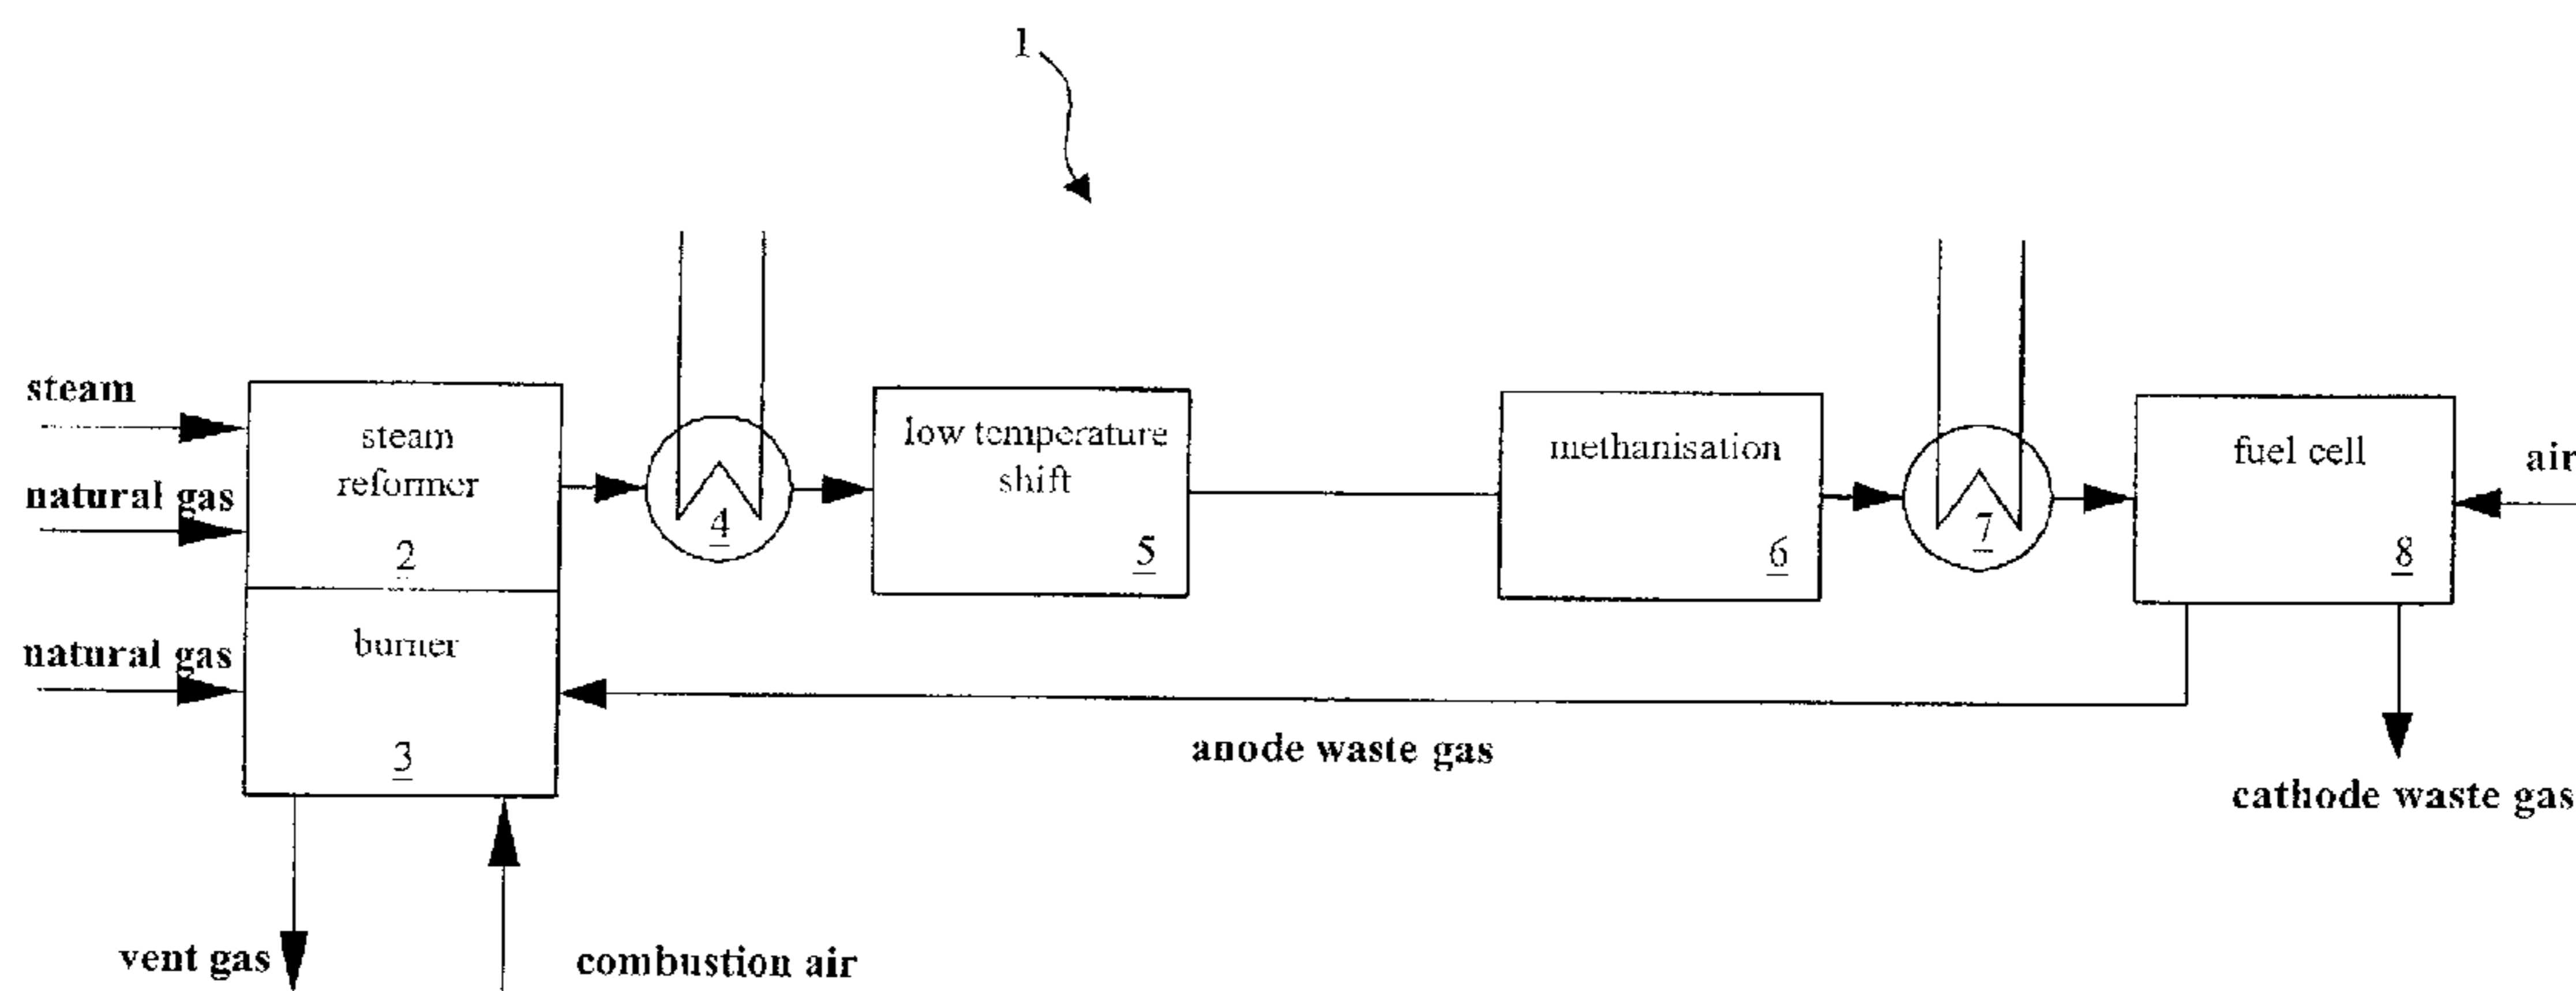 1
steam
natural gas
steam
reformer
2
4
low temperature
shift
5
methanisation
6
7
fuel cell
8
air
natural gas
burner
3
anode waste gas
cathode waste gas
vent gas
combustion air